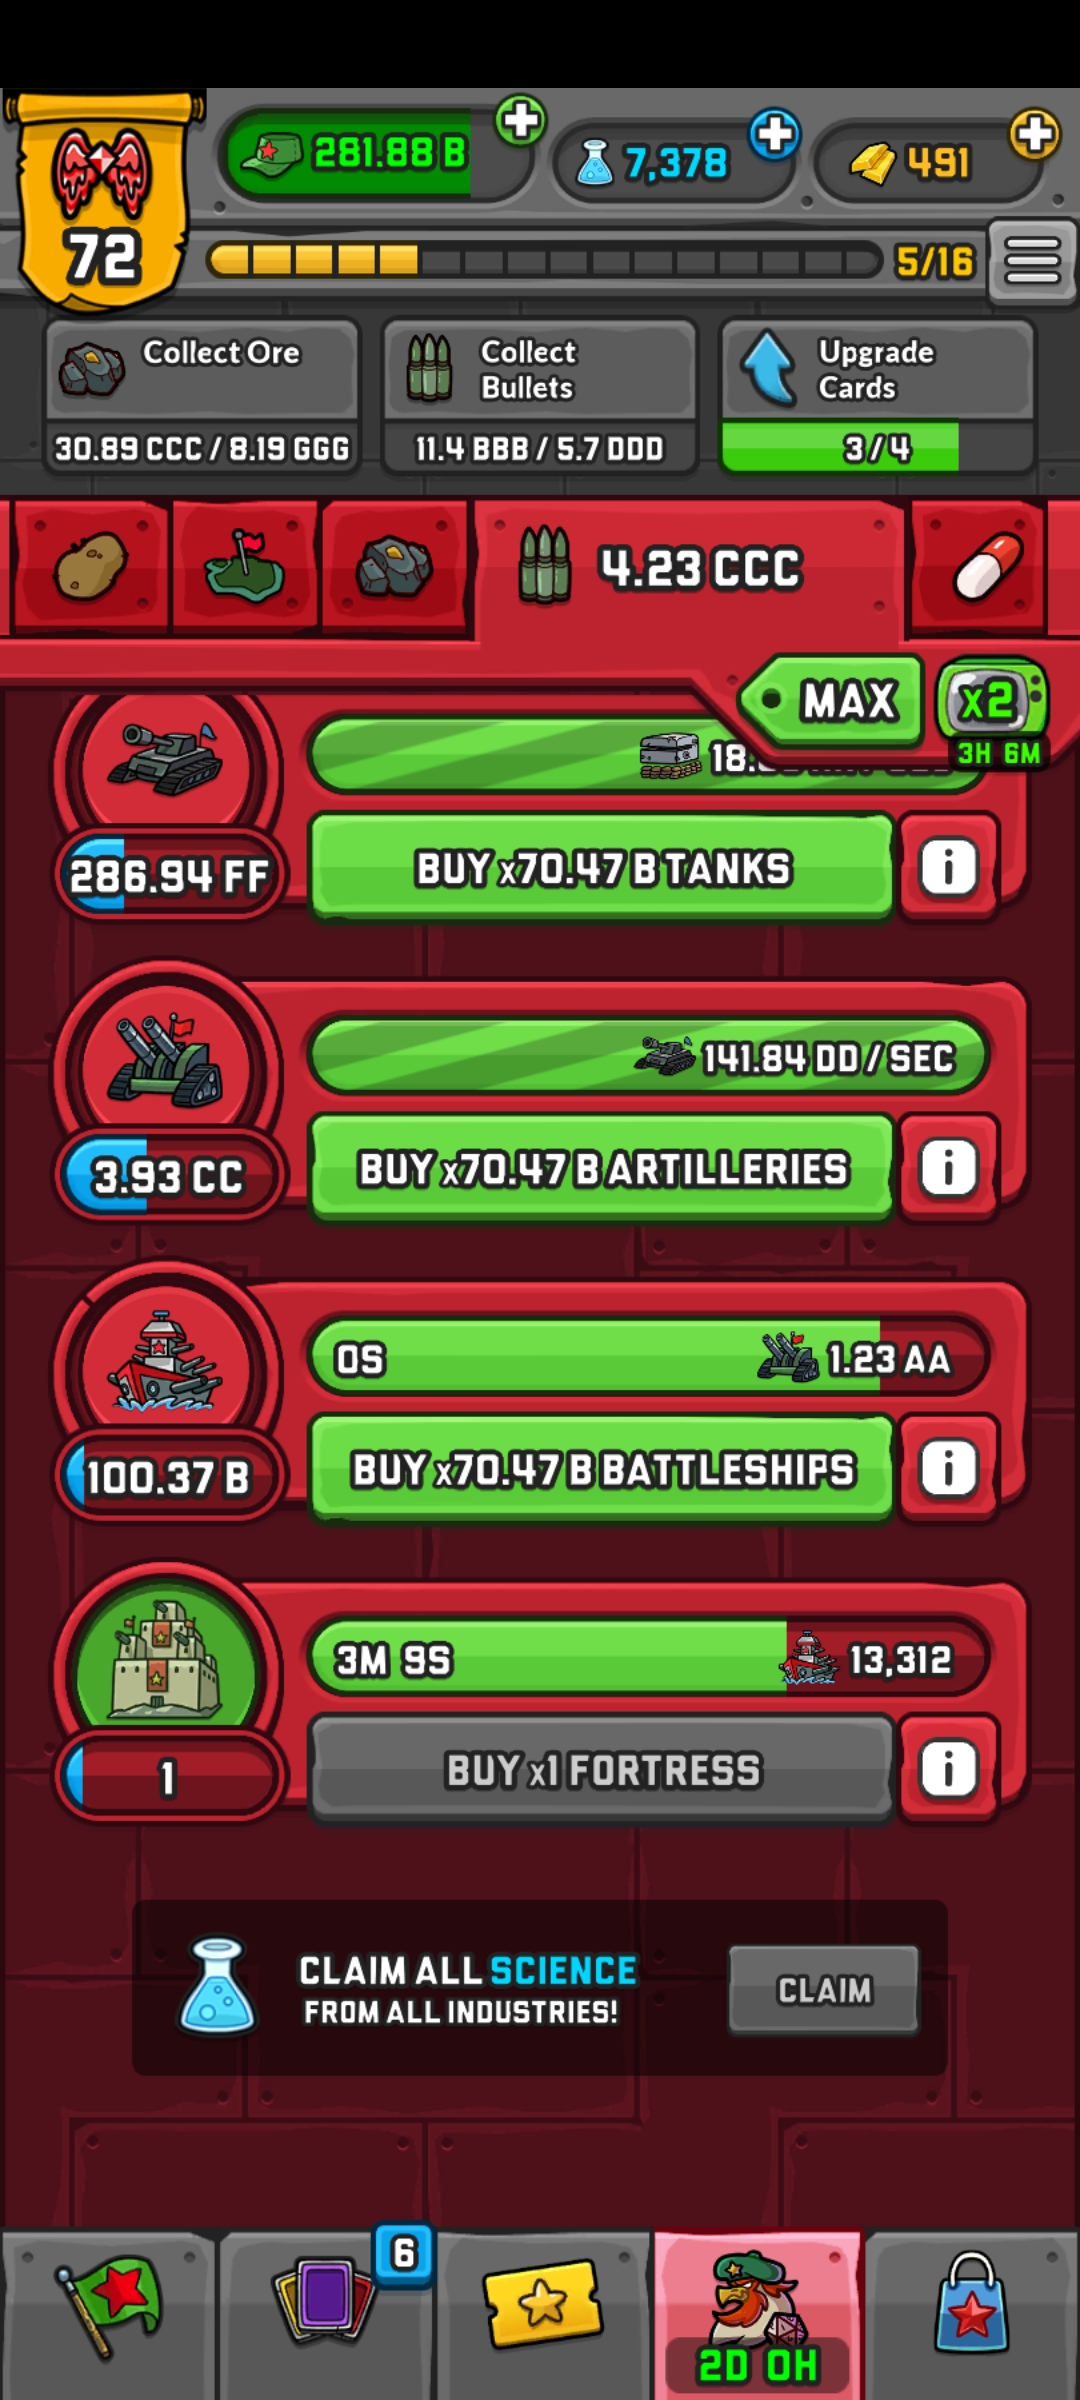 281.88 B
7,378
491
72
5/16
Collect Ore
30.89 CCC / 8.19 GGG
Collect
Bullets
11.4 BBB / 5.7 DDD
Upgrade
Cards
3/4
4.23 CCC
MAX
x2
3H 6M
18.
286.94 FF
BUY x70.47 B TANKS
i
141.84 DD / SEC
3.93 CC
BUY x70.47 B ARTILLERIES
i
0S
1.23 AA
100.37 B
BUY x70.47 B BATTLESHIPS
i
3M 9S
13,312
1
BUY x1 FORTRESS
i
CLAIM ALL SCIENCE
FROM ALL INDUSTRIES!
CLAIM
6
2D 0H